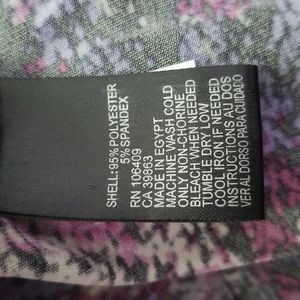 SHELL: 95% POLYESTER
5% SPANDEX
RN 106409
CA 39863
MADE IN EGYPT
MACHINE WASH COLD
ONLY NON-CHLORINE
BLEACH WHEN NEEDED
TUMBLE DRY LOW
COOL IRON IF NEEDED
INSTRUCTIONS AU DOS
VER AL DORSO PARA CUIDADO